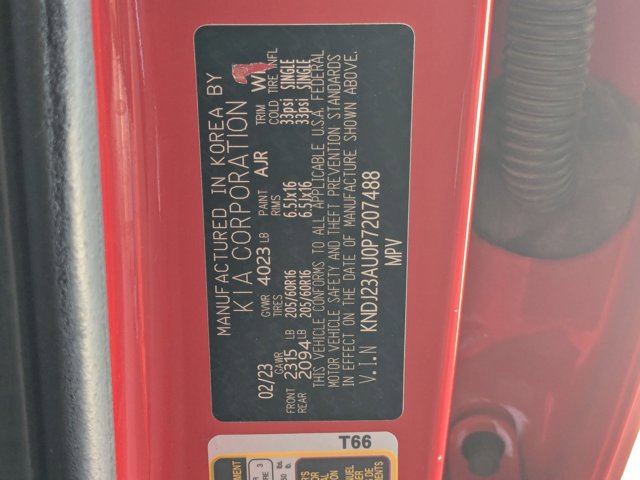 MANUFACTURED IN KOREA BY
KIA CORPORATION
02/23 GVWR 4023 LB PAINT AJR TRIM
GAWR TIRES RIMS COLD TIRE INFL
FRONT 2315 LB 205/60R16 6.5Jx16 33psi SINGLE
REAR 2094 LB 205/60R16 6.5Jx16 33psi SINGLE
THIS VEHICLE CONFORMS TO ALL APPLICABLE U.S.A. FEDERAL
MOTOR VEHICLE SAFETY AND THEFT PREVENTION STANDARDS
IN EFFECT ON THE DATE OF MANUFACTURE SHOWN ABOVE.
V.I.N KNDJ23AU0P7207488
MPV
T66